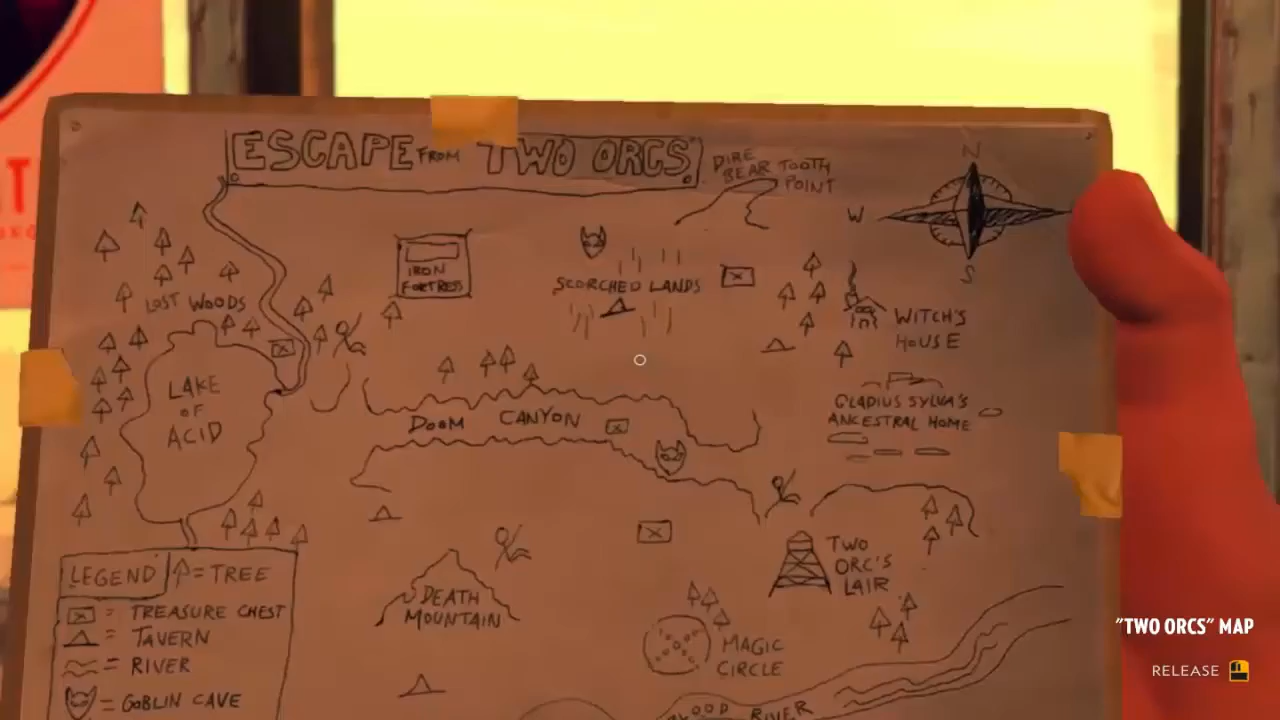 ESCAPE FROM TWO ORCS
DIRE
BEAR TOOTH
POINT
N
W
S
IRON
FORTRESS
SCORCHED LANDS
LOST WOODS
WITCH'S
HOUSE
LAKE
OF
ACID
DOOM CANYON
GLADIUS SYLVA'S
ANCESTRAL HOME
TWO
ORC'S
LAIR
DEATH
MOUNTAIN
MAGIC
CIRCLE
RIVER
LEGEND
= TREE
= TREASURE CHEST
= TAVERN
= RIVER
= GOBLIN CAVE
"TWO ORCS" MAP
RELEASE